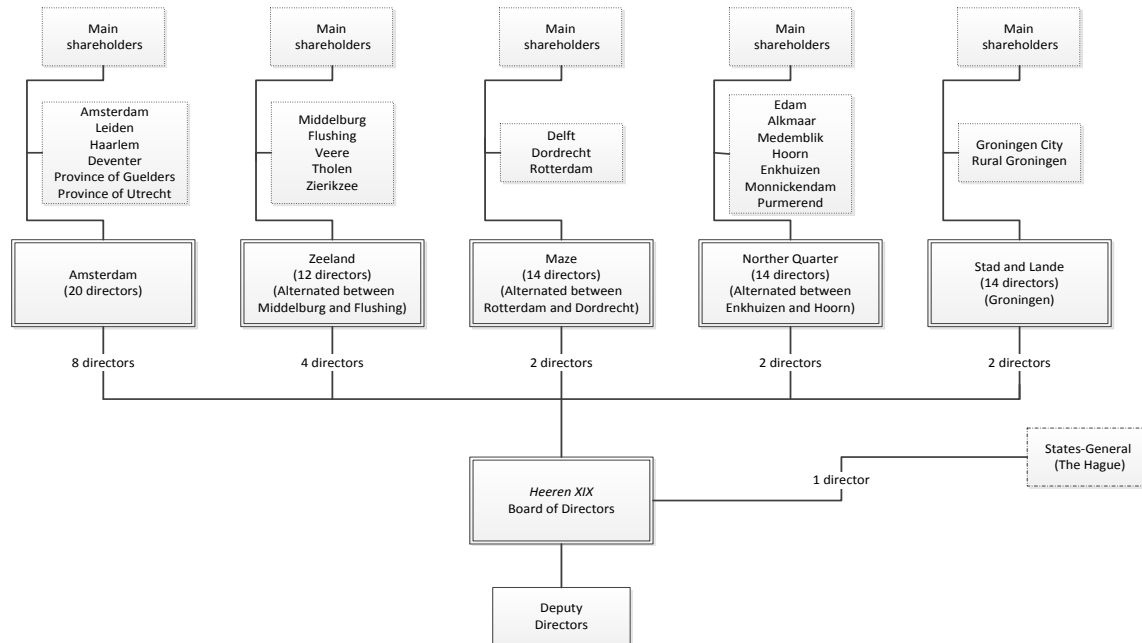 Main
shareholders
Main
shareholders
Main
shareholders
Main
shareholders
Main
shareholders
Amsterdam
Leiden
Haarlem
Deventer
Province of Guelders
Province of Utrecht
Middelburg
Flushing
Veere
Tholen
Zierikzee
Delft
Dordrecht
Rotterdam
Edam
Alkmaar
Medemblik
Hoorn
Enkhuizen
Monnickendam
Purmerend
Groningen City
Rural Groningen
Amsterdam
(20 directors)
Zeeland
(12 directors)
(Alternated between
Middelburg and Flushing)
Maze
(14 directors)
(Alternated between
Rotterdam and Dordrecht)
Norther Quarter
(14 directors)
(Alternated between
Enkhuizen and Hoorn)
Stad and Lande
(14 directors)
(Groningen)
8 directors
4 directors
2 directors
2 directors
2 directors
States-General
(The Hague)
1 director
Heeren XIX
Board of Directors
Deputy
Directors